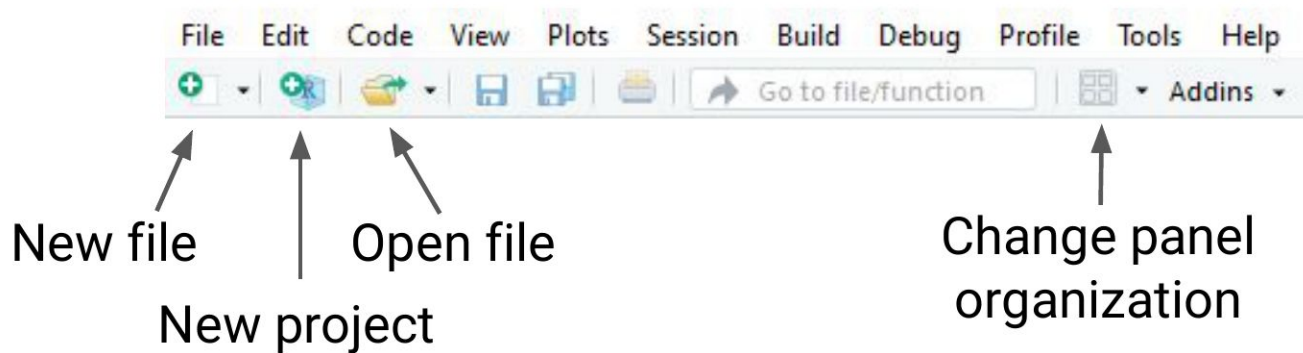 File Edit Code View Plots Session Build Debug Profile Tools Help
R Go to file/function Addins
New file
Open file
New project
Change panel
organization